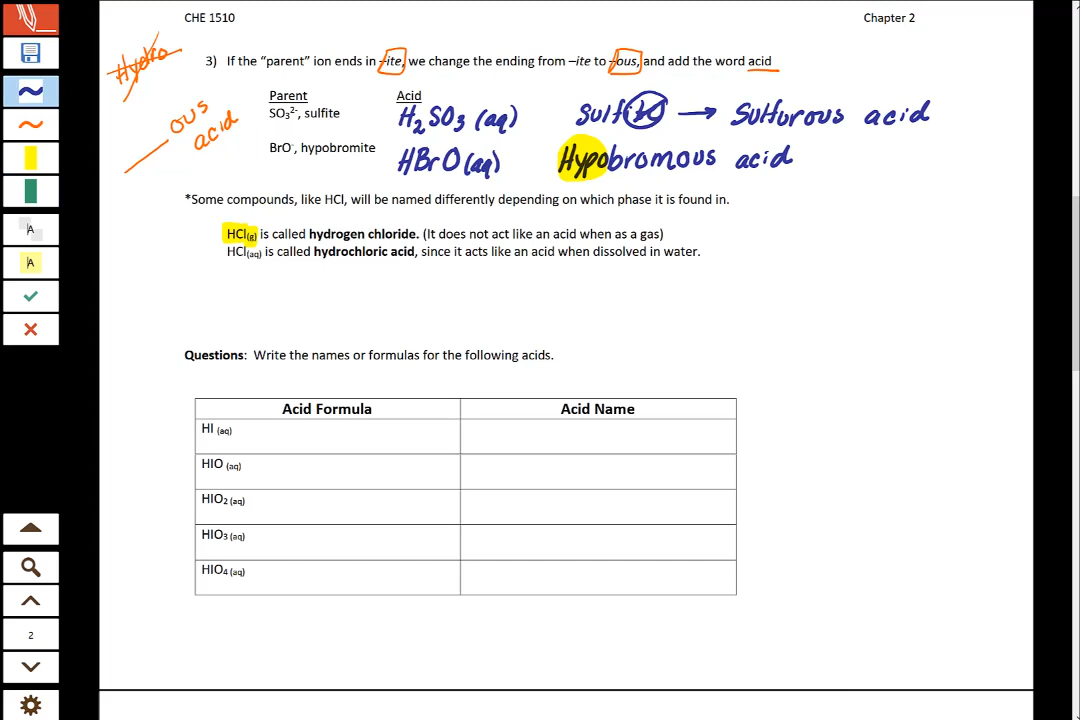 CHE 1510 Chapter 2
Hydro
3) If the “parent” ion ends in –ite, we change the ending from –ite to –ous, and add the word acid
ous
acid
Parent Acid
SO₃²⁻, sulfite H₂SO₃ (aq) Sulfite → Sulfurous acid
BrO⁻, hypobromite HBrO (aq) Hypobromous acid
*Some compounds, like HCl, will be named differently depending on which phase it is found in.
HCl(g) is called hydrogen chloride. (It does not act like an acid when as a gas)
HCl(aq) is called hydrochloric acid, since it acts like an acid when dissolved in water.
Questions: Write the names or formulas for the following acids.
Acid Formula Acid Name
HI (aq)
HIO (aq)
HIO₂ (aq)
HIO₃ (aq)
HIO₄ (aq)
A
A
2